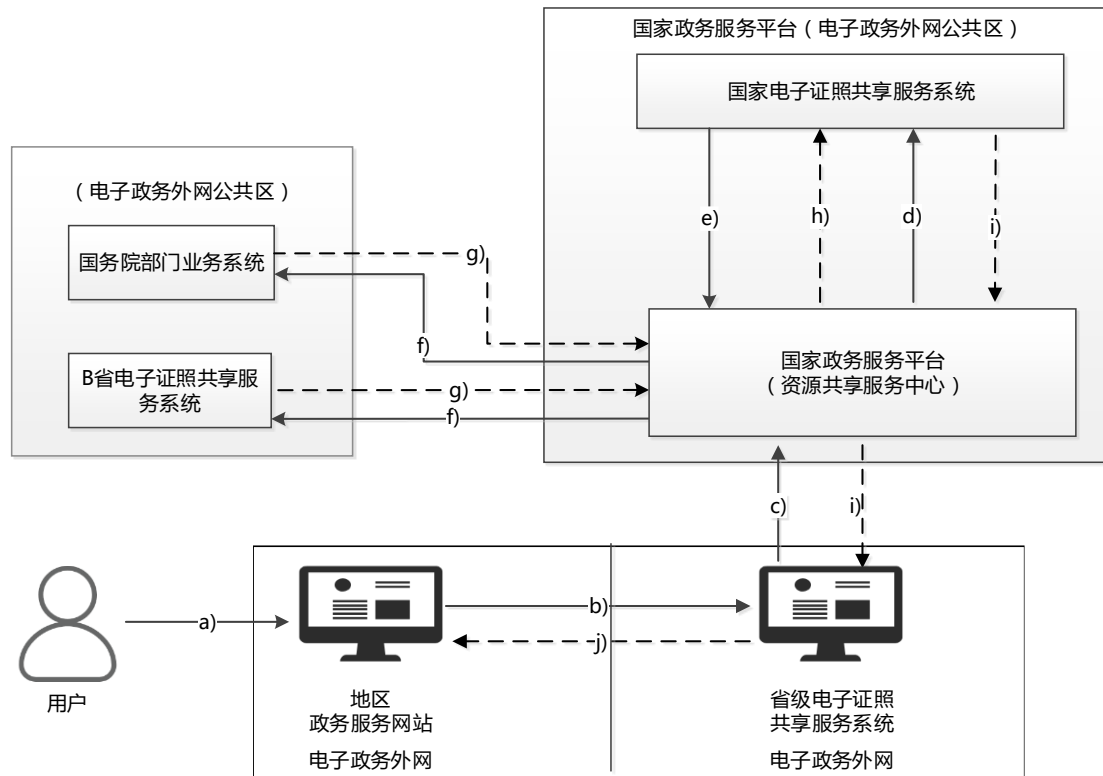 国家政务服务平台（电子政务外网公共区）
国家电子证照共享服务系统
e)
h)
d)
i)
（电子政务外网公共区）
国务院部门业务系统
g)
f)
国家政务服务平台
（资源共享服务中心）
B省电子证照共享服
务系统
g)
f)
c)
i)
a)
b)
j)
用户
地区
政务服务网站
电子政务外网
省级电子证照
共享服务系统
电子政务外网